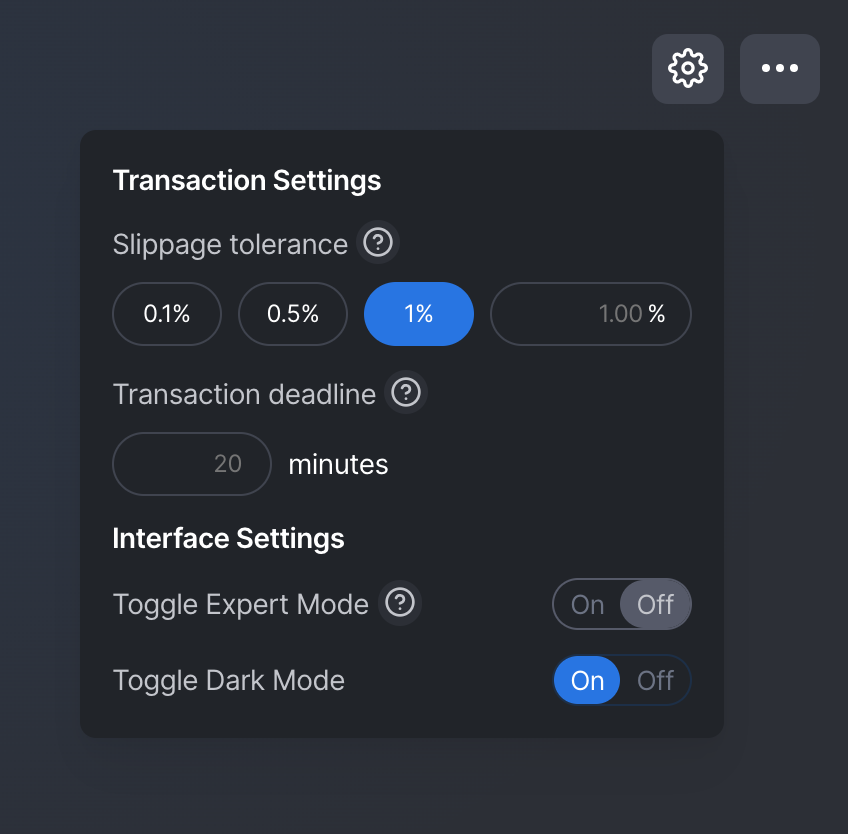 Transaction Settings
Slippage tolerance ?
0.1% 0.5% 1% 1.00 %
Transaction deadline ?
20 minutes
Interface Settings
Toggle Expert Mode ? On Off
Toggle Dark Mode On Off